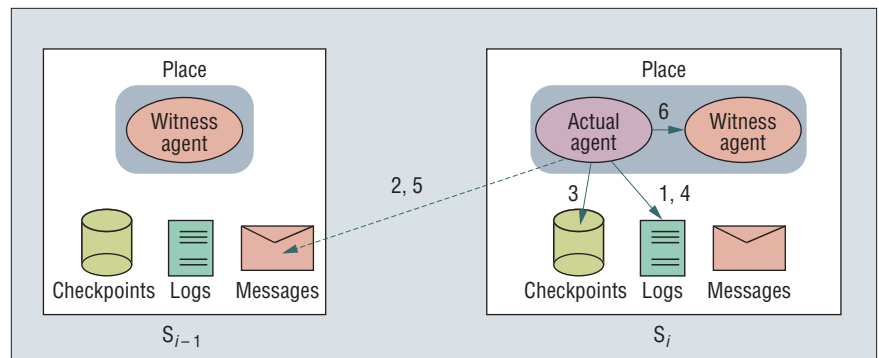 Place
Witness
agent
Checkpoints Logs Messages
S i – 1
2, 5
Place
Actual
agent
6
Witness
agent
3
1, 4
Checkpoints Logs Messages
S i